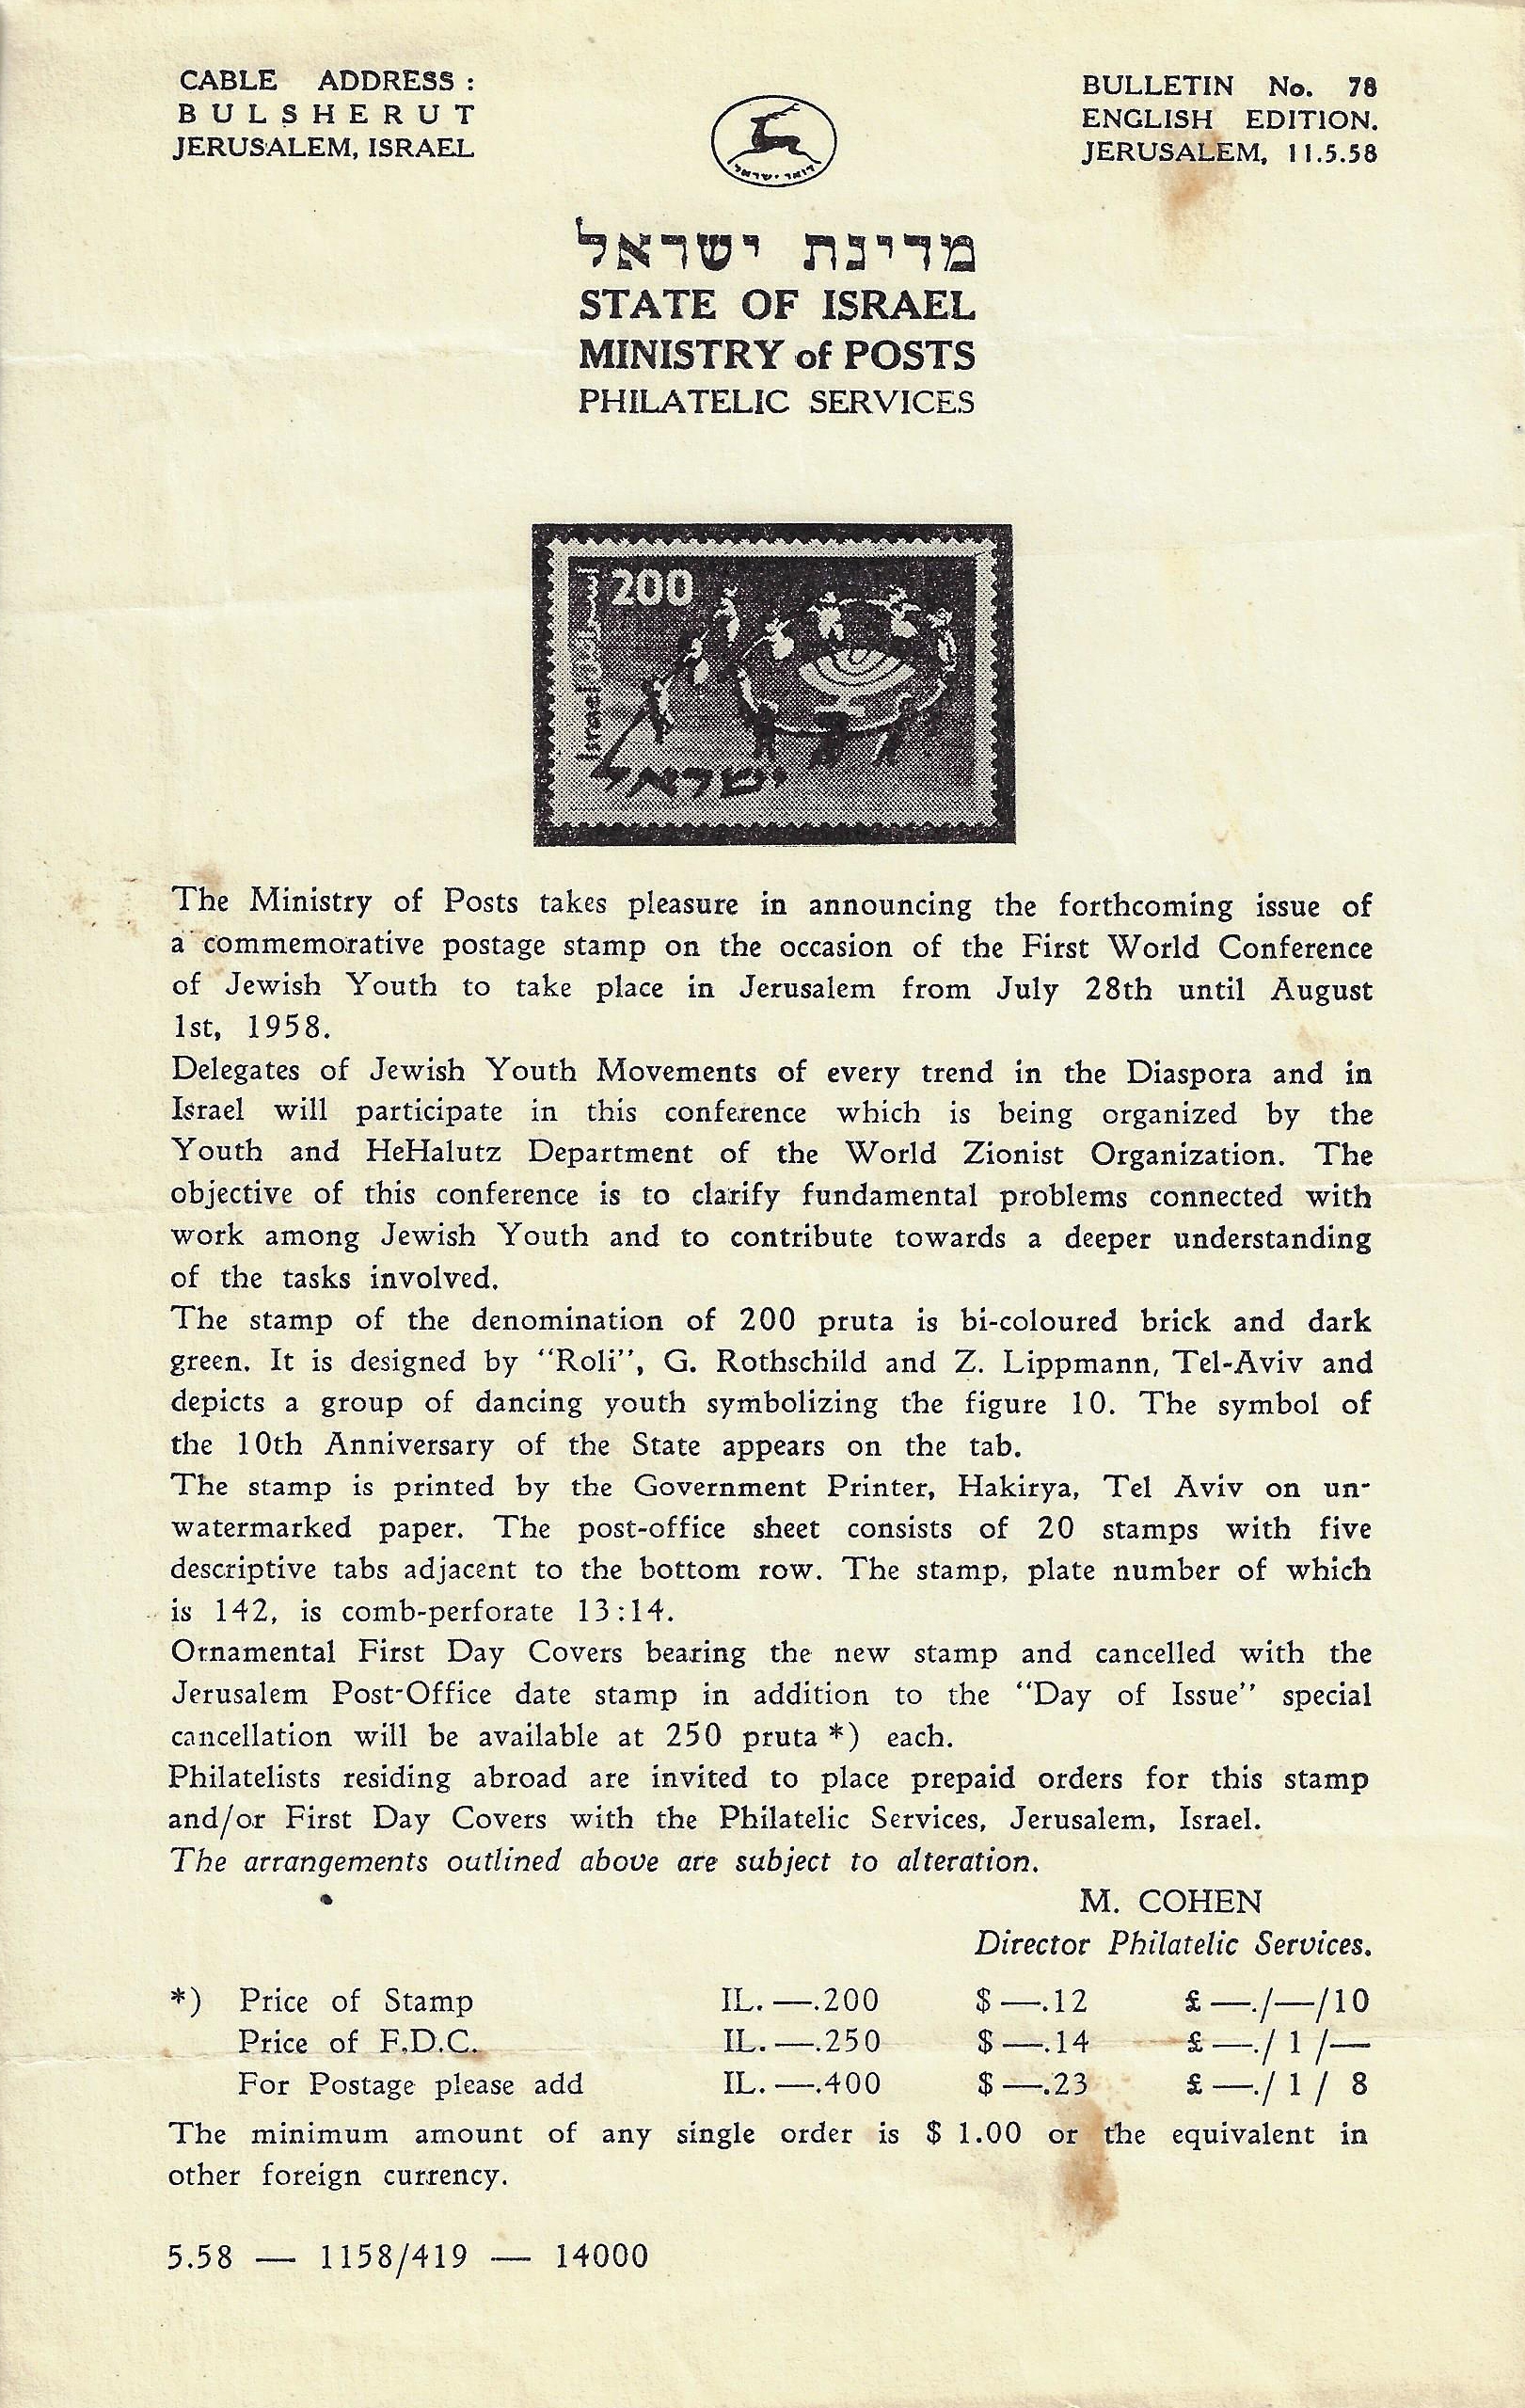 CABLE ADDRESS :
BULSHERUT
JERUSALEM, ISRAEL
BULLETIN No. 78
ENGLISH EDITION.
JERUSALEM, 11.5.58
דואר ישראל
מדינת ישראל
STATE OF ISRAEL
MINISTRY of POSTS
PHILATELIC SERVICES
200
Israel
ישראל
The Ministry of Posts takes pleasure in announcing the forthcoming issue of
a commemorative postage stamp on the occasion of the First World Conference
of Jewish Youth to take place in Jerusalem from July 28th until August
1st, 1958.
Delegates of Jewish Youth Movements of every trend in the Diaspora and in
Israel will participate in this conference which is being organized by the
Youth and HeHalutz Department of the World Zionist Organization. The
objective of this conference is to clarify fundamental problems connected with
work among Jewish Youth and to contribute towards a deeper understanding
of the tasks involved.
The stamp of the denomination of 200 pruta is bi-coloured brick and dark
green. It is designed by "Roli", G. Rothschild and Z. Lippmann, Tel-Aviv and
depicts a group of dancing youth symbolizing the figure 10. The symbol of
the 10th Anniversary of the State appears on the tab.
The stamp is printed by the Government Printer, Hakirya, Tel Aviv on un-
watermarked paper. The post-office sheet consists of 20 stamps with five
descriptive tabs adjacent to the bottom row. The stamp, plate number of which
is 142, is comb-perforate 13:14.
Ornamental First Day Covers bearing the new stamp and cancelled with the
Jerusalem Post-Office date stamp in addition to the "Day of Issue" special
cancellation will be available at 250 pruta *) each.
Philatelists residing abroad are invited to place prepaid orders for this stamp
and/or First Day Covers with the Philatelic Services, Jerusalem, Israel.
The arrangements outlined above are subject to alteration.
M. COHEN
Director Philatelic Services.
*) Price of Stamp IL. —.200 $ —.12 £ —./—/10
Price of F.D.C. IL. —.250 $ —.14 £ —./ 1 /—
For Postage please add IL. —.400 $ —.23 £ —./ 1 / 8
The minimum amount of any single order is $ 1.00 or the equivalent in
other foreign currency.
5.58 — 1158/419 — 14000